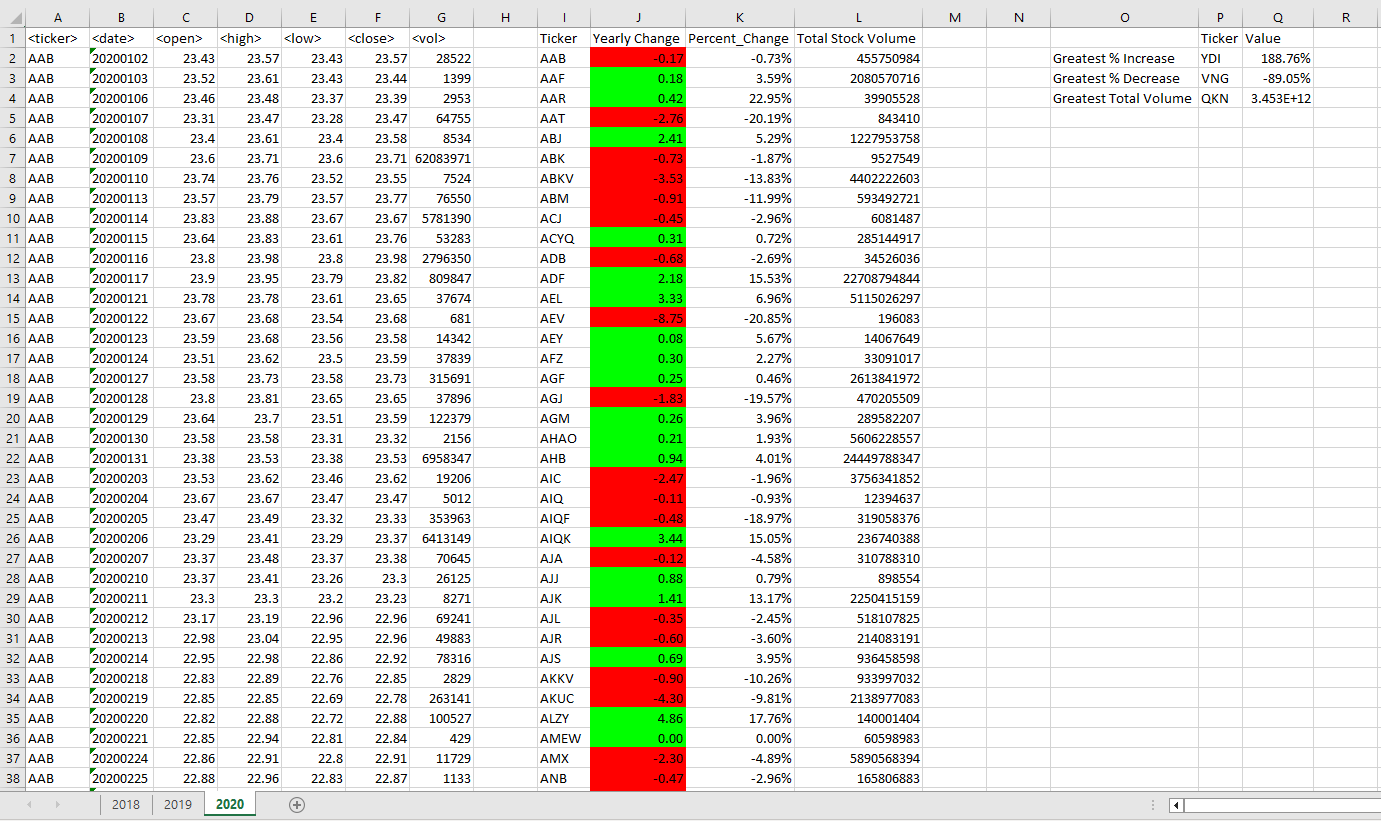 A B C D E F G H I J K L M N O P Q R
1 <ticker> <date> <open> <high> <low> <close> <vol> Ticker Yearly Change Percent_Change Total Stock Volume Ticker Value
2 AAB 20200102 23.43 23.57 23.43 23.57 28522 AAB -0.17 -0.73% 455750984 Greatest % Increase YDI 188.76%
3 AAB 20200103 23.52 23.61 23.43 23.44 1399 AAF 0.18 3.59% 2080570716 Greatest % Decrease VNG -89.05%
4 AAB 20200106 23.46 23.48 23.37 23.39 2953 AAR 0.42 22.95% 39905528 Greatest Total Volume QKN 3.453E+12
5 AAB 20200107 23.31 23.47 23.28 23.47 64755 AAT -2.76 -20.19% 843410
6 AAB 20200108 23.4 23.61 23.4 23.58 8534 ABJ 2.41 5.29% 1227953758
7 AAB 20200109 23.6 23.71 23.6 23.71 62083971 ABK -0.73 -1.87% 9527549
8 AAB 20200110 23.74 23.76 23.52 23.55 7524 ABKV -3.53 -13.83% 4402222603
9 AAB 20200113 23.57 23.79 23.57 23.77 76550 ABM -0.91 -11.99% 593492721
10 AAB 20200114 23.83 23.88 23.67 23.67 5781390 ACJ -0.45 -2.96% 6081487
11 AAB 20200115 23.64 23.83 23.61 23.76 53283 ACYQ 0.31 0.72% 285144917
12 AAB 20200116 23.8 23.98 23.8 23.98 2796350 ADB -0.68 -2.69% 34526036
13 AAB 20200117 23.9 23.95 23.79 23.82 809847 ADF 2.18 15.53% 22708794844
14 AAB 20200121 23.78 23.78 23.61 23.65 37674 AEL 3.33 6.96% 5115026297
15 AAB 20200122 23.67 23.68 23.54 23.68 681 AEV -8.75 -20.85% 196083
16 AAB 20200123 23.59 23.68 23.56 23.58 14342 AEY 0.08 5.67% 14067649
17 AAB 20200124 23.51 23.62 23.5 23.59 37839 AFZ 0.30 2.27% 33091017
18 AAB 20200127 23.58 23.73 23.58 23.73 315691 AGF 0.25 0.46% 2613841972
19 AAB 20200128 23.8 23.81 23.65 23.65 37896 AGJ -1.83 -19.57% 470205509
20 AAB 20200129 23.64 23.7 23.51 23.59 122379 AGM 0.26 3.96% 289582207
21 AAB 20200130 23.58 23.58 23.31 23.32 2156 AHAO 0.21 1.93% 5606228557
22 AAB 20200131 23.38 23.53 23.38 23.53 6958347 AHB 0.94 4.01% 24449788347
23 AAB 20200203 23.53 23.62 23.46 23.62 19206 AIC -2.47 -1.96% 3756341852
24 AAB 20200204 23.67 23.67 23.47 23.47 5012 AIQ -0.11 -0.93% 12394637
25 AAB 20200205 23.47 23.49 23.32 23.33 353963 AIQF -0.48 -18.97% 319058376
26 AAB 20200206 23.29 23.41 23.29 23.37 6413149 AIQK 3.44 15.05% 236740388
27 AAB 20200207 23.37 23.48 23.37 23.38 70645 AJA -0.12 -4.58% 310788310
28 AAB 20200210 23.37 23.41 23.26 23.3 26125 AJJ 0.88 0.79% 898554
29 AAB 20200211 23.3 23.3 23.2 23.23 8271 AJK 1.41 13.17% 2250415159
30 AAB 20200212 23.17 23.19 22.96 22.96 69241 AJL -0.35 -2.45% 518107825
31 AAB 20200213 22.98 23.04 22.95 22.96 49883 AJR -0.60 -3.60% 214083191
32 AAB 20200214 22.95 22.98 22.86 22.92 78316 AJS 0.69 3.95% 936458598
33 AAB 20200218 22.83 22.89 22.76 22.85 2829 AKKV -0.90 -10.26% 933997032
34 AAB 20200219 22.85 22.85 22.69 22.78 263141 AKUC -4.30 -9.81% 2138977083
35 AAB 20200220 22.82 22.88 22.72 22.88 100527 ALZY 4.86 17.76% 140001404
36 AAB 20200221 22.85 22.94 22.81 22.84 429 AMEW 0.00 0.00% 60598983
37 AAB 20200224 22.86 22.91 22.8 22.91 11729 AMX -2.30 -4.89% 5890568394
38 AAB 20200225 22.88 22.96 22.83 22.87 1133 ANB -0.47 -2.96% 165806883
2018 2019 2020